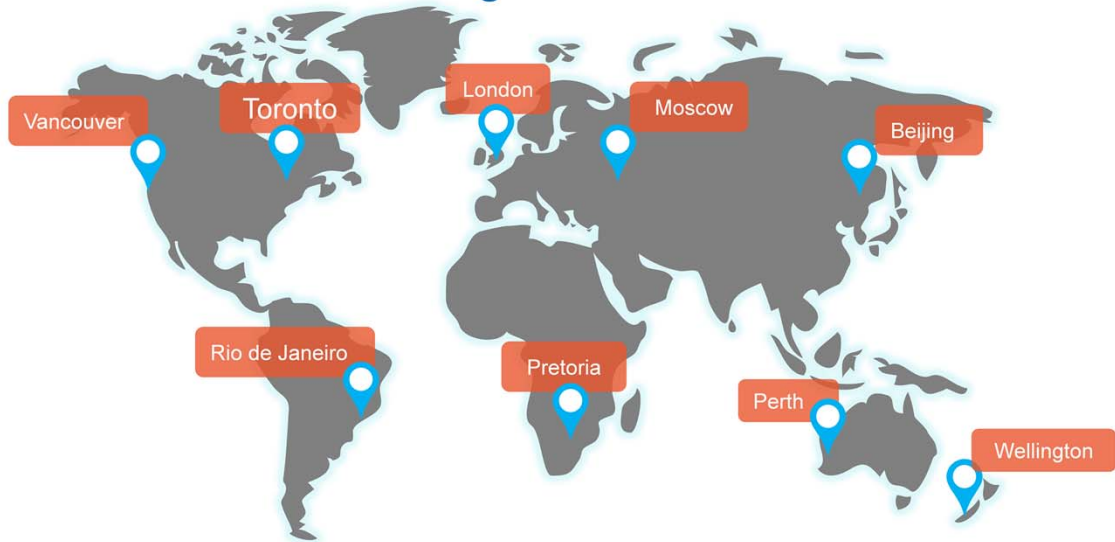 London
Toronto
Moscow
Vancouver
Beijing
Rio de Janeiro
Pretoria
Perth
Wellington